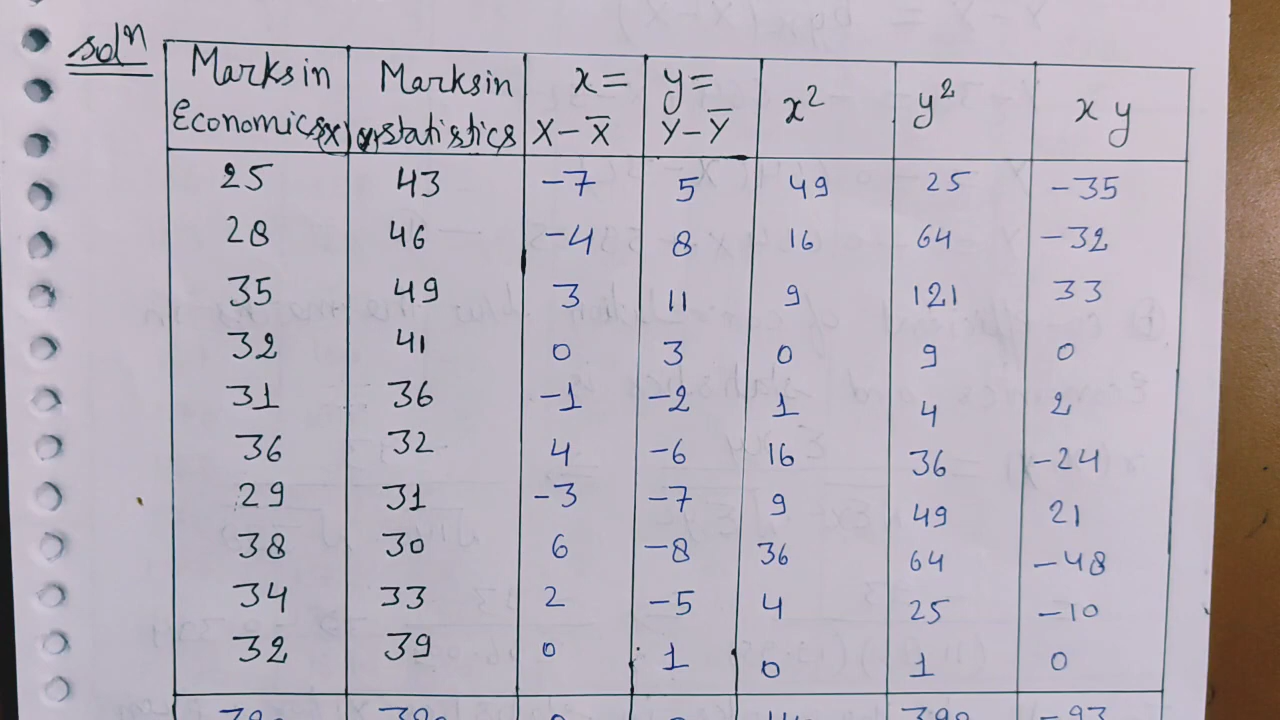 solⁿ
Marks in Economics (X) | Marks in statistics | x = X - X̅ | y = Y - Y̅ | x² | y² | x y
25 43 -7 5 49 25 -35
28 46 -4 8 16 64 -32
35 49 3 11 9 121 33
32 41 0 3 0 9 0
31 36 -1 -2 1 4 2
36 32 4 -6 16 36 -24
29 31 -3 -7 9 49 21
38 30 6 -8 36 64 -48
34 33 2 -5 4 25 -10
32 39 0 1 0 1 0
-93